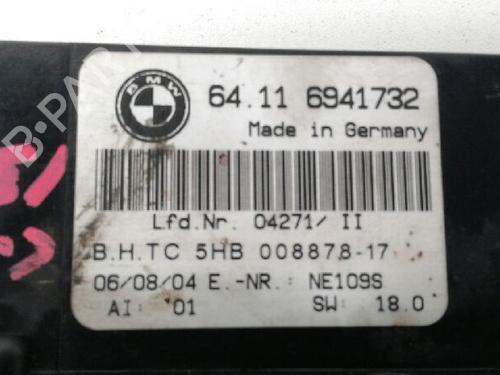 BMW
64.11 6941732
Made in Germany
Lfd.Nr. 04271/ II
B.H.TC 5HB 008878-17
06/08/04 E.-NR.: NE109S
AI: 01 SW: 18.0
B-PARTS